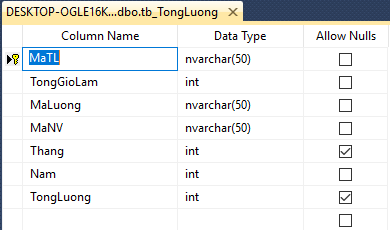 DESKTOP-OGLE16K...dbo.tb_TongLuong
Column Name Data Type Allow Nulls
MaTL nvarchar(50)
TongGioLam int
MaLuong nvarchar(50)
MaNV nvarchar(50)
Thang int
Nam int
TongLuong int